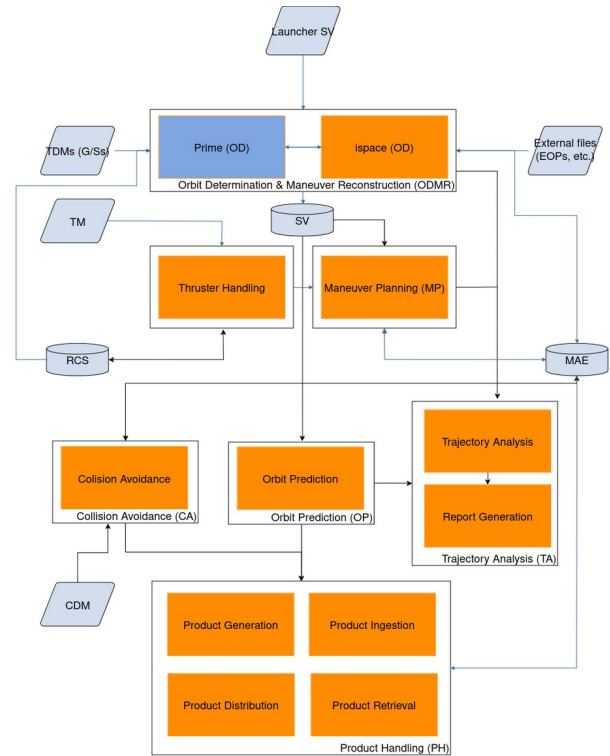 Launcher SV
TDMs (G/Ss)
Prime (OD)
ispace (OD)
External files
(EOPs, etc.)
Orbit Determination & Maneuver Reconstruction (ODMR)
TM
SV
Thruster Handling
Maneuver Planning (MP)
RCS
MAE
Colision Avoidance
Collision Avoidance (CA)
Orbit Prediction
Orbit Prediction (OP)
Trajectory Analysis
Report Generation
Trajectory Analysis (TA)
CDM
Product Generation
Product Ingestion
Product Distribution
Product Retrieval
Product Handling (PH)